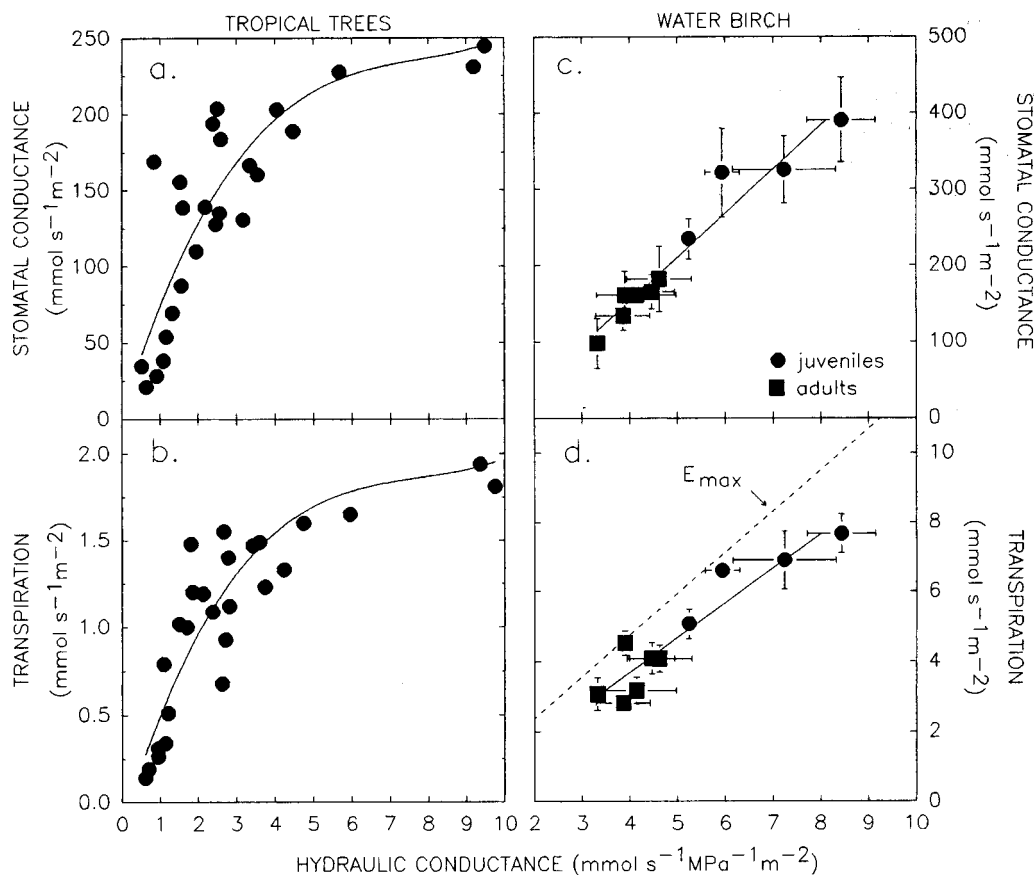 TROPICAL TREES
WATER BIRCH
250
200
150
100
50
0
STOMATAL CONDUCTANCE
(mmol s⁻¹m⁻²)
a.
500
400
300
200
100
0
STOMATAL CONDUCTANCE
(mmol s⁻¹m⁻²)
c.
juveniles
adults
2.0
1.5
1.0
0.5
0.0
TRANSPIRATION
(mmol s⁻¹m⁻²)
b.
10
8
6
4
2
0
TRANSPIRATION
(mmol s⁻¹m⁻²)
d.
Emax
0 1 2 3 4 5 6 7 8 9 10
2 3 4 5 6 7 8 9 10
HYDRAULIC CONDUCTANCE (mmol s⁻¹MPa⁻¹m⁻²)